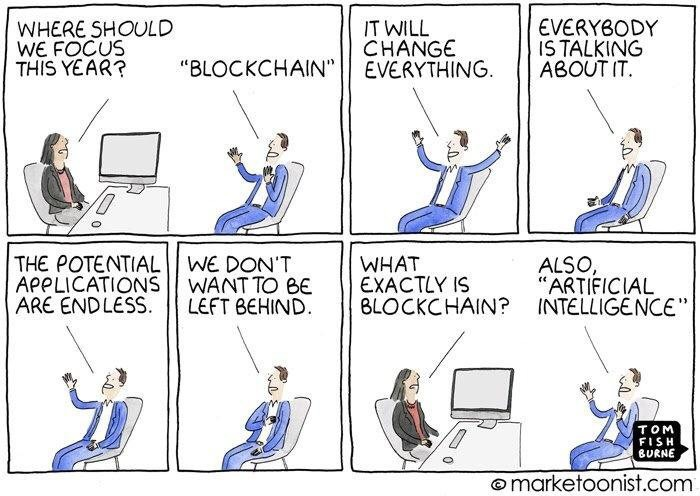 WHERE SHOULD
WE FOCUS
THIS YEAR?
"BLOCKCHAIN"
IT WILL
CHANGE
EVERYTHING.
EVERYBODY
IS TALKING
ABOUT IT.
THE POTENTIAL
APPLICATIONS
ARE ENDLESS.
WE DON'T
WANT TO BE
LEFT BEHIND.
WHAT
EXACTLY IS
BLOCKCHAIN?
ALSO,
"ARTIFICIAL
INTELLIGENCE"
TOM
FISH
BURNE
© marketoonist.com